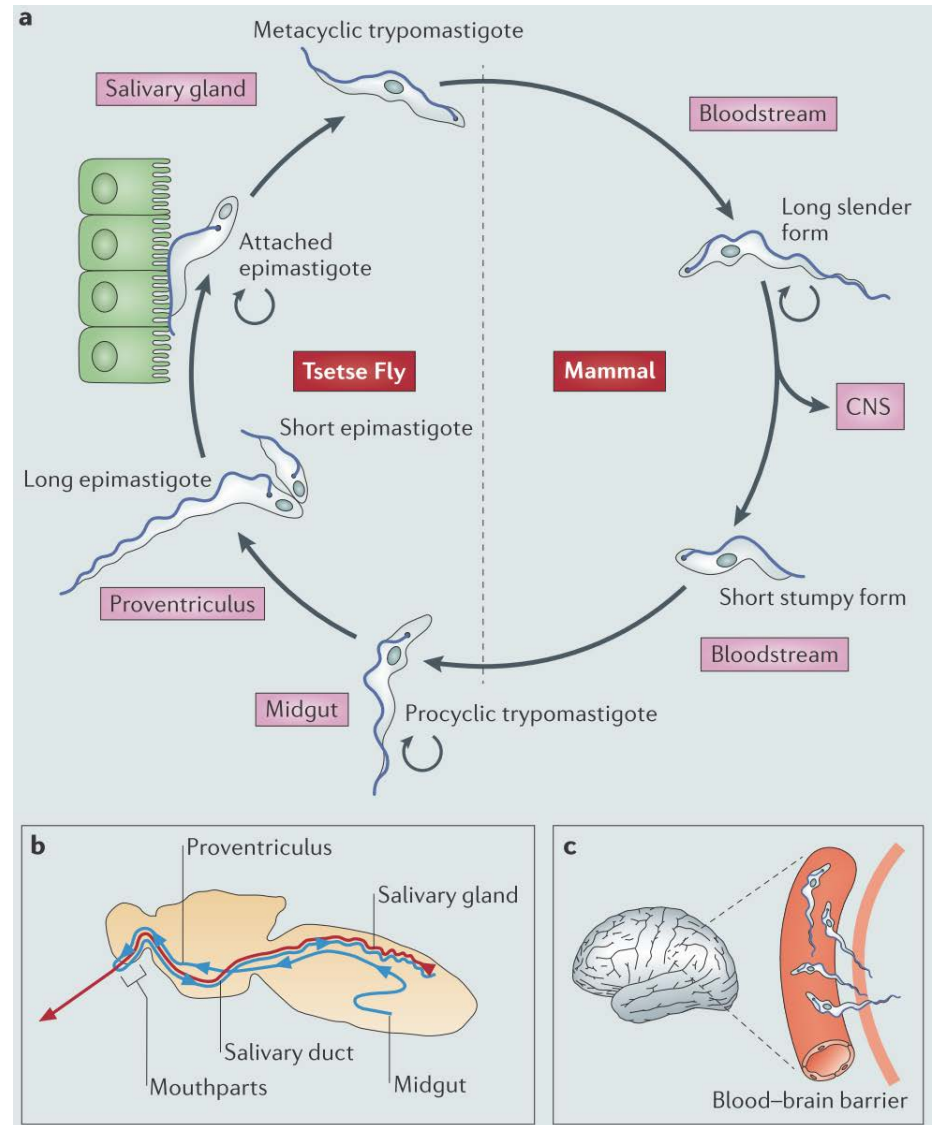 a
Metacyclic trypomastigote
Salivary gland
Bloodstream
Long slender
form
Attached
epimastigote
Tsetse Fly
Mammal
CNS
Short epimastigote
Long epimastigote
Proventriculus
Short stumpy form
Bloodstream
Midgut
Procyclic trypomastigote
b
Proventriculus
Salivary gland
Salivary duct
Mouthparts
Midgut
c
Blood–brain barrier